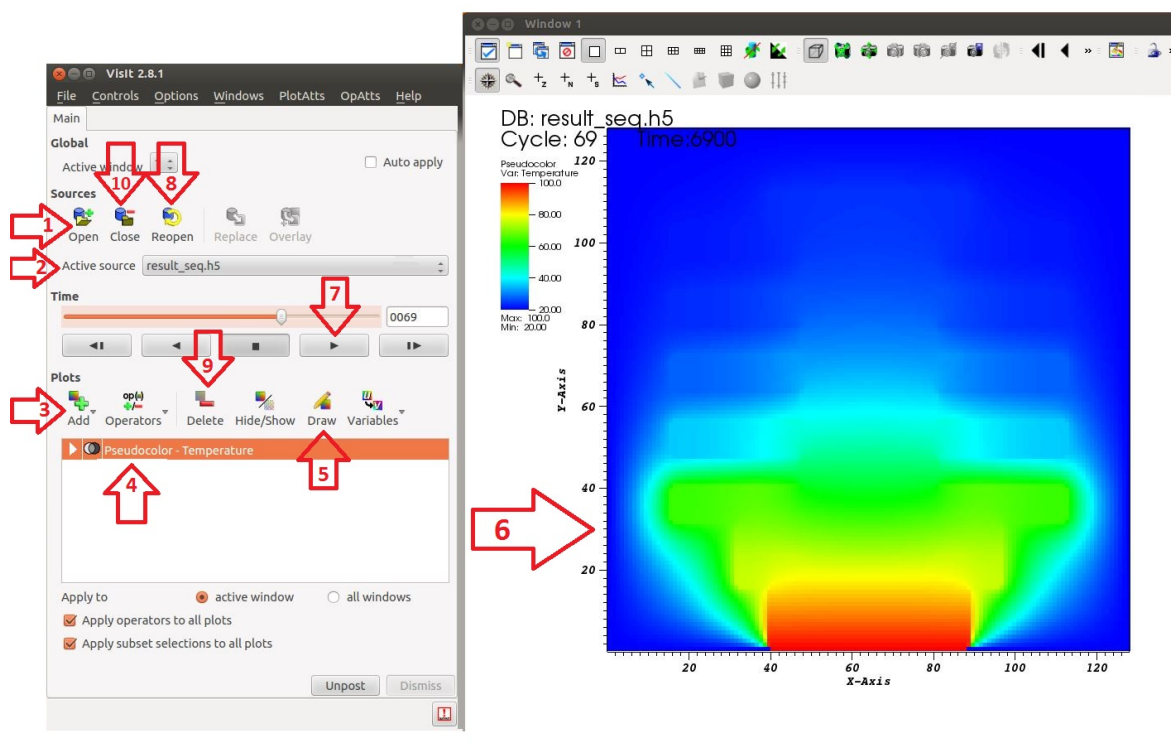 Window 1
VisIt 2.8.1
File Controls Options Windows PlotAtts OpAtts Help
Main
Global
Active window
Auto apply
10
8
Sources
1
Open Close Reopen Replace Overlay
2
Active source result_seq.h5
7
Time
0069
9
Plots
op(=)
+/-
3
Add Operators Delete Hide/Show Draw Variables
Pseudocolor - Temperature
4
5
Apply to active window all windows
Apply operators to all plots
Apply subset selections to all plots
Unpost Dismiss
DB: result_seq.h5
Cycle: 69 Time:6900
Pseudocolor
Var: Temperature
100.0
80.00
60.00
40.00
20.00
Max: 100.0
Min: 20.00
120
100
80
60
40
20
Y-Axis
6
20 40 60 80 100 120
X-Axis